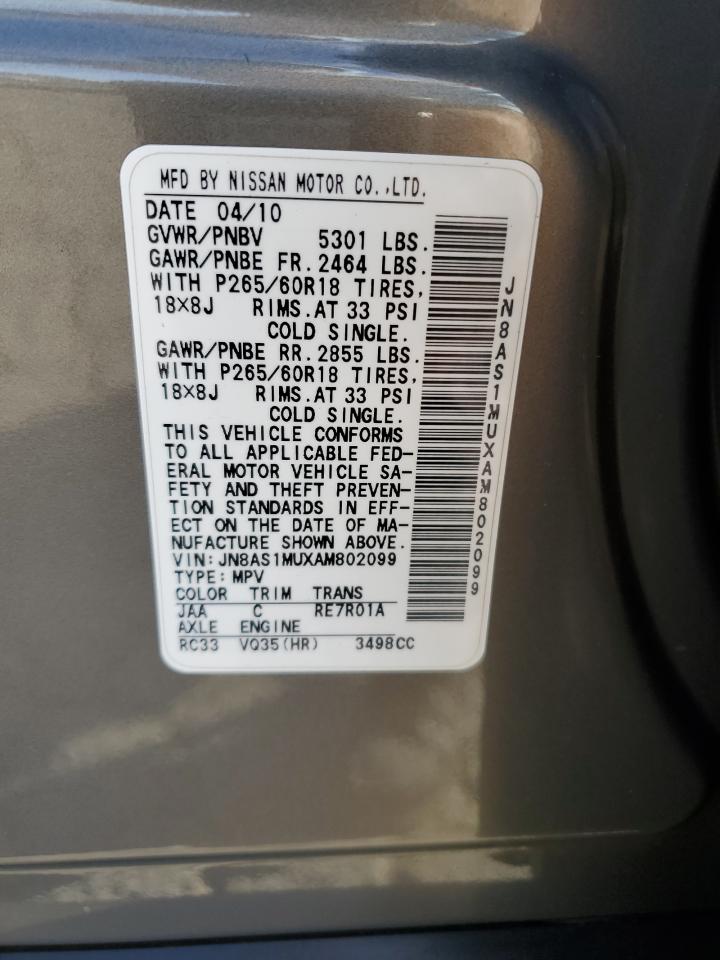 MFD BY NISSAN MOTOR CO.,LTD.
DATE 04/10
GVWR/PNBV 5301 LBS.
GAWR/PNBE FR. 2464 LBS.
WITH P265/60R18 TIRES,
18×8J RIMS.AT 33 PSI
COLD SINGLE.
GAWR/PNBE RR. 2855 LBS.
WITH P265/60R18 TIRES,
18×8J RIMS.AT 33 PSI
COLD SINGLE.
THIS VEHICLE CONFORMS
TO ALL APPLICABLE FED-
ERAL MOTOR VEHICLE SA-
FETY AND THEFT PREVEN-
TION STANDARDS IN EFF-
ECT ON THE DATE OF MA-
NUFACTURE SHOWN ABOVE.
VIN: JN8AS1MUXAM802099
TYPE: MPV
COLOR TRIM TRANS
JAA C RE7R01A
AXLE ENGINE
RC33 VQ35(HR) 3498CC
JN8AS1MUXAM802099